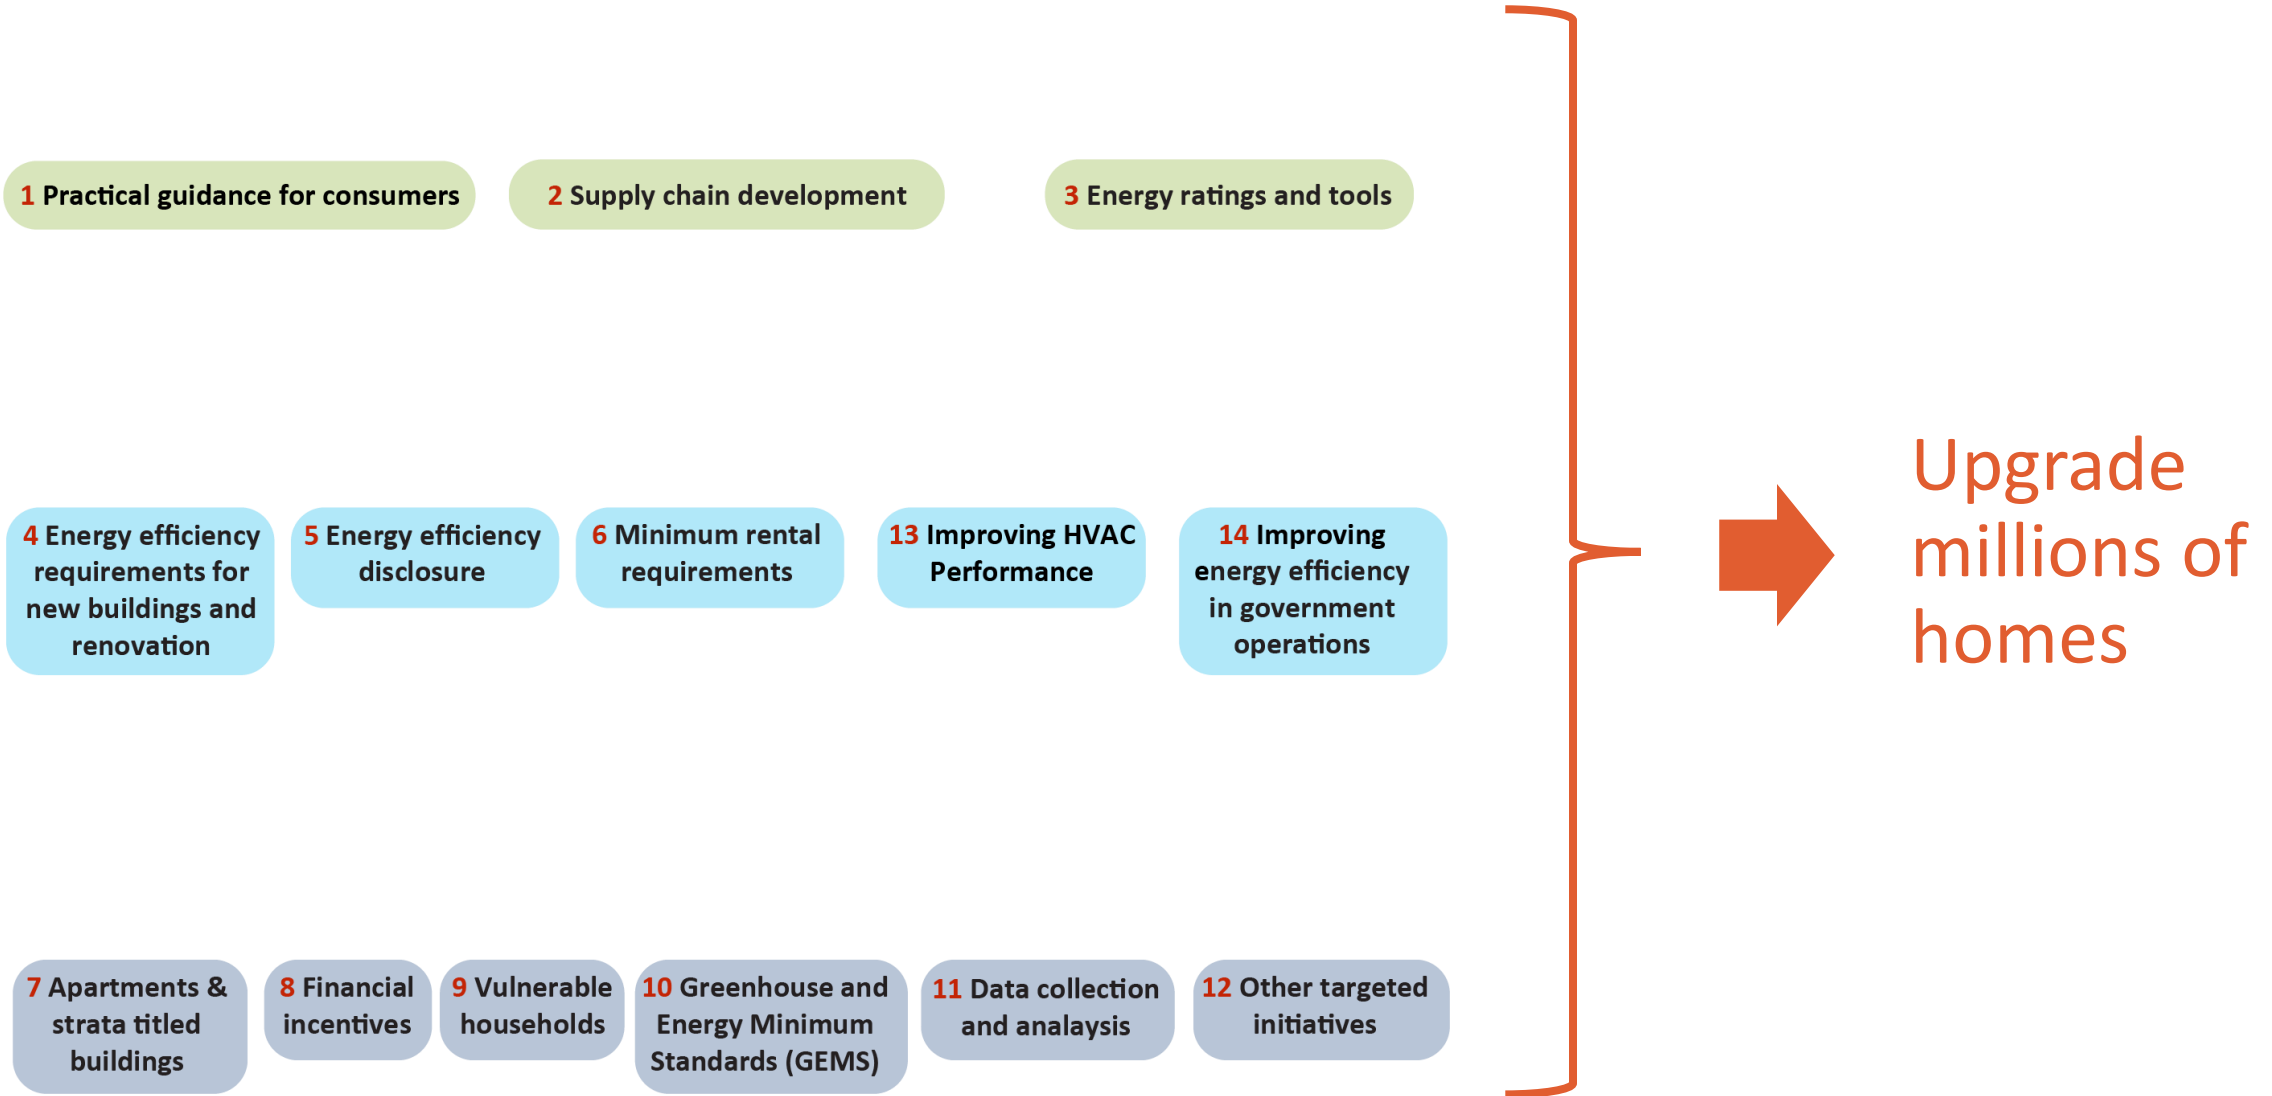 1 Practical guidance for consumers
2 Supply chain development
3 Energy ratings and tools
4 Energy efficiency
requirements for
new buildings and
renovation
5 Energy efficiency
disclosure
6 Minimum rental
requirements
13 Improving HVAC
Performance
14 Improving
energy efficiency
in government
operations
7 Apartments &
strata titled
buildings
8 Financial
incentives
9 Vulnerable
households
10 Greenhouse and
Energy Minimum
Standards (GEMS)
11 Data collection
and analaysis
12 Other targeted
initiatives
Upgrade
millions of
homes